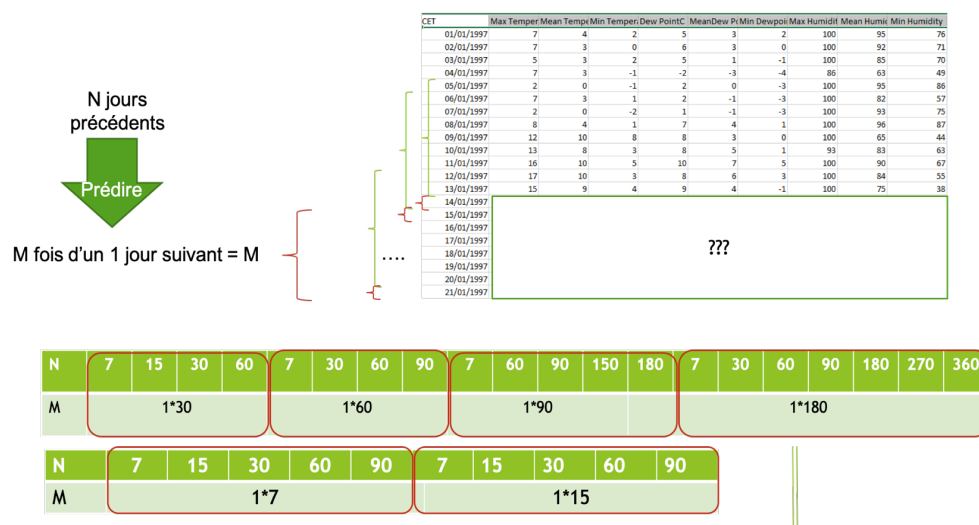 CET Max Temper Mean Tempe Min Tempera Dew PointC MeanDew Po Min Dewpoin Max Humidit Mean Humid Min Humidity
01/01/1997 7 4 2 5 3 2 100 95 76
02/01/1997 7 3 0 6 3 0 100 92 71
03/01/1997 5 3 2 5 1 -1 100 85 70
04/01/1997 7 3 -1 -2 -3 -4 86 63 49
05/01/1997 2 0 -1 2 0 -3 100 95 86
06/01/1997 7 3 1 2 -1 -3 100 82 57
07/01/1997 2 0 -2 1 -1 -3 100 93 75
08/01/1997 8 4 1 7 4 1 100 96 87
09/01/1997 12 10 8 8 3 0 100 65 44
10/01/1997 13 8 3 8 5 1 93 83 63
11/01/1997 16 10 5 10 7 5 100 90 67
12/01/1997 17 10 3 8 6 3 100 84 55
13/01/1997 15 9 4 9 4 -1 100 75 38
14/01/1997
15/01/1997
16/01/1997
17/01/1997
18/01/1997
19/01/1997
20/01/1997
21/01/1997
???
N jours
précédents
Prédire
M fois d'un 1 jour suivant = M
....
N 7 15 30 60 7 30 60 90 7 60 90 150 180 7 30 60 90 180 270 360
M 1*30 1*60 1*90 1*180
N 7 15 30 60 90 7 15 30 60 90
M 1*7 1*15